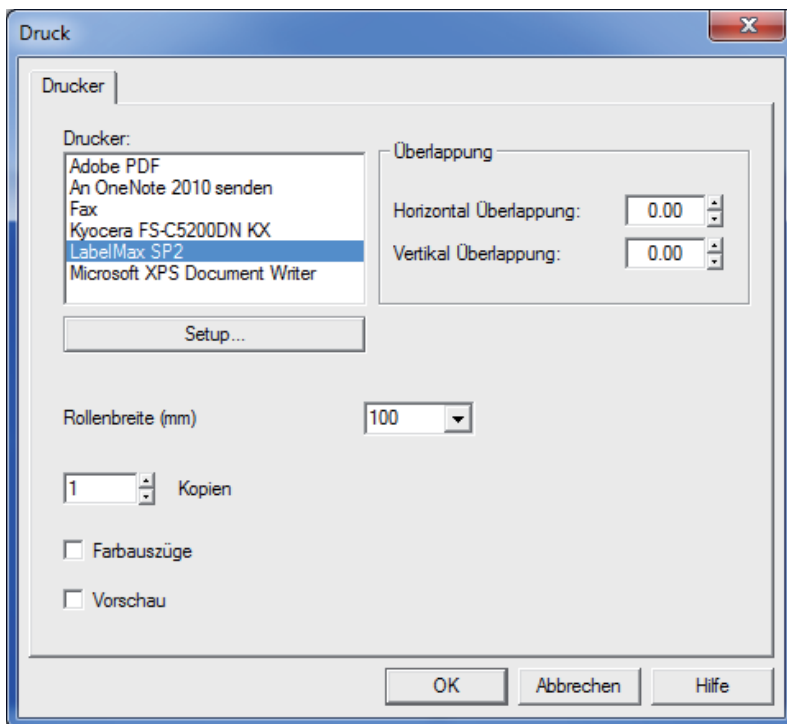 Druck
Drucker
Drucker:
Adobe PDF
An OneNote 2010 senden
Fax
Kyocera FS-C5200DN KX
LabelMax SP2
Microsoft XPS Document Writer
Setup...
Überlappung
Horizontal Überlappung: 0.00
Vertikal Überlappung: 0.00
Rollenbreite (mm) 100
1 Kopien
Farbauszüge
Vorschau
OK Abbrechen Hilfe